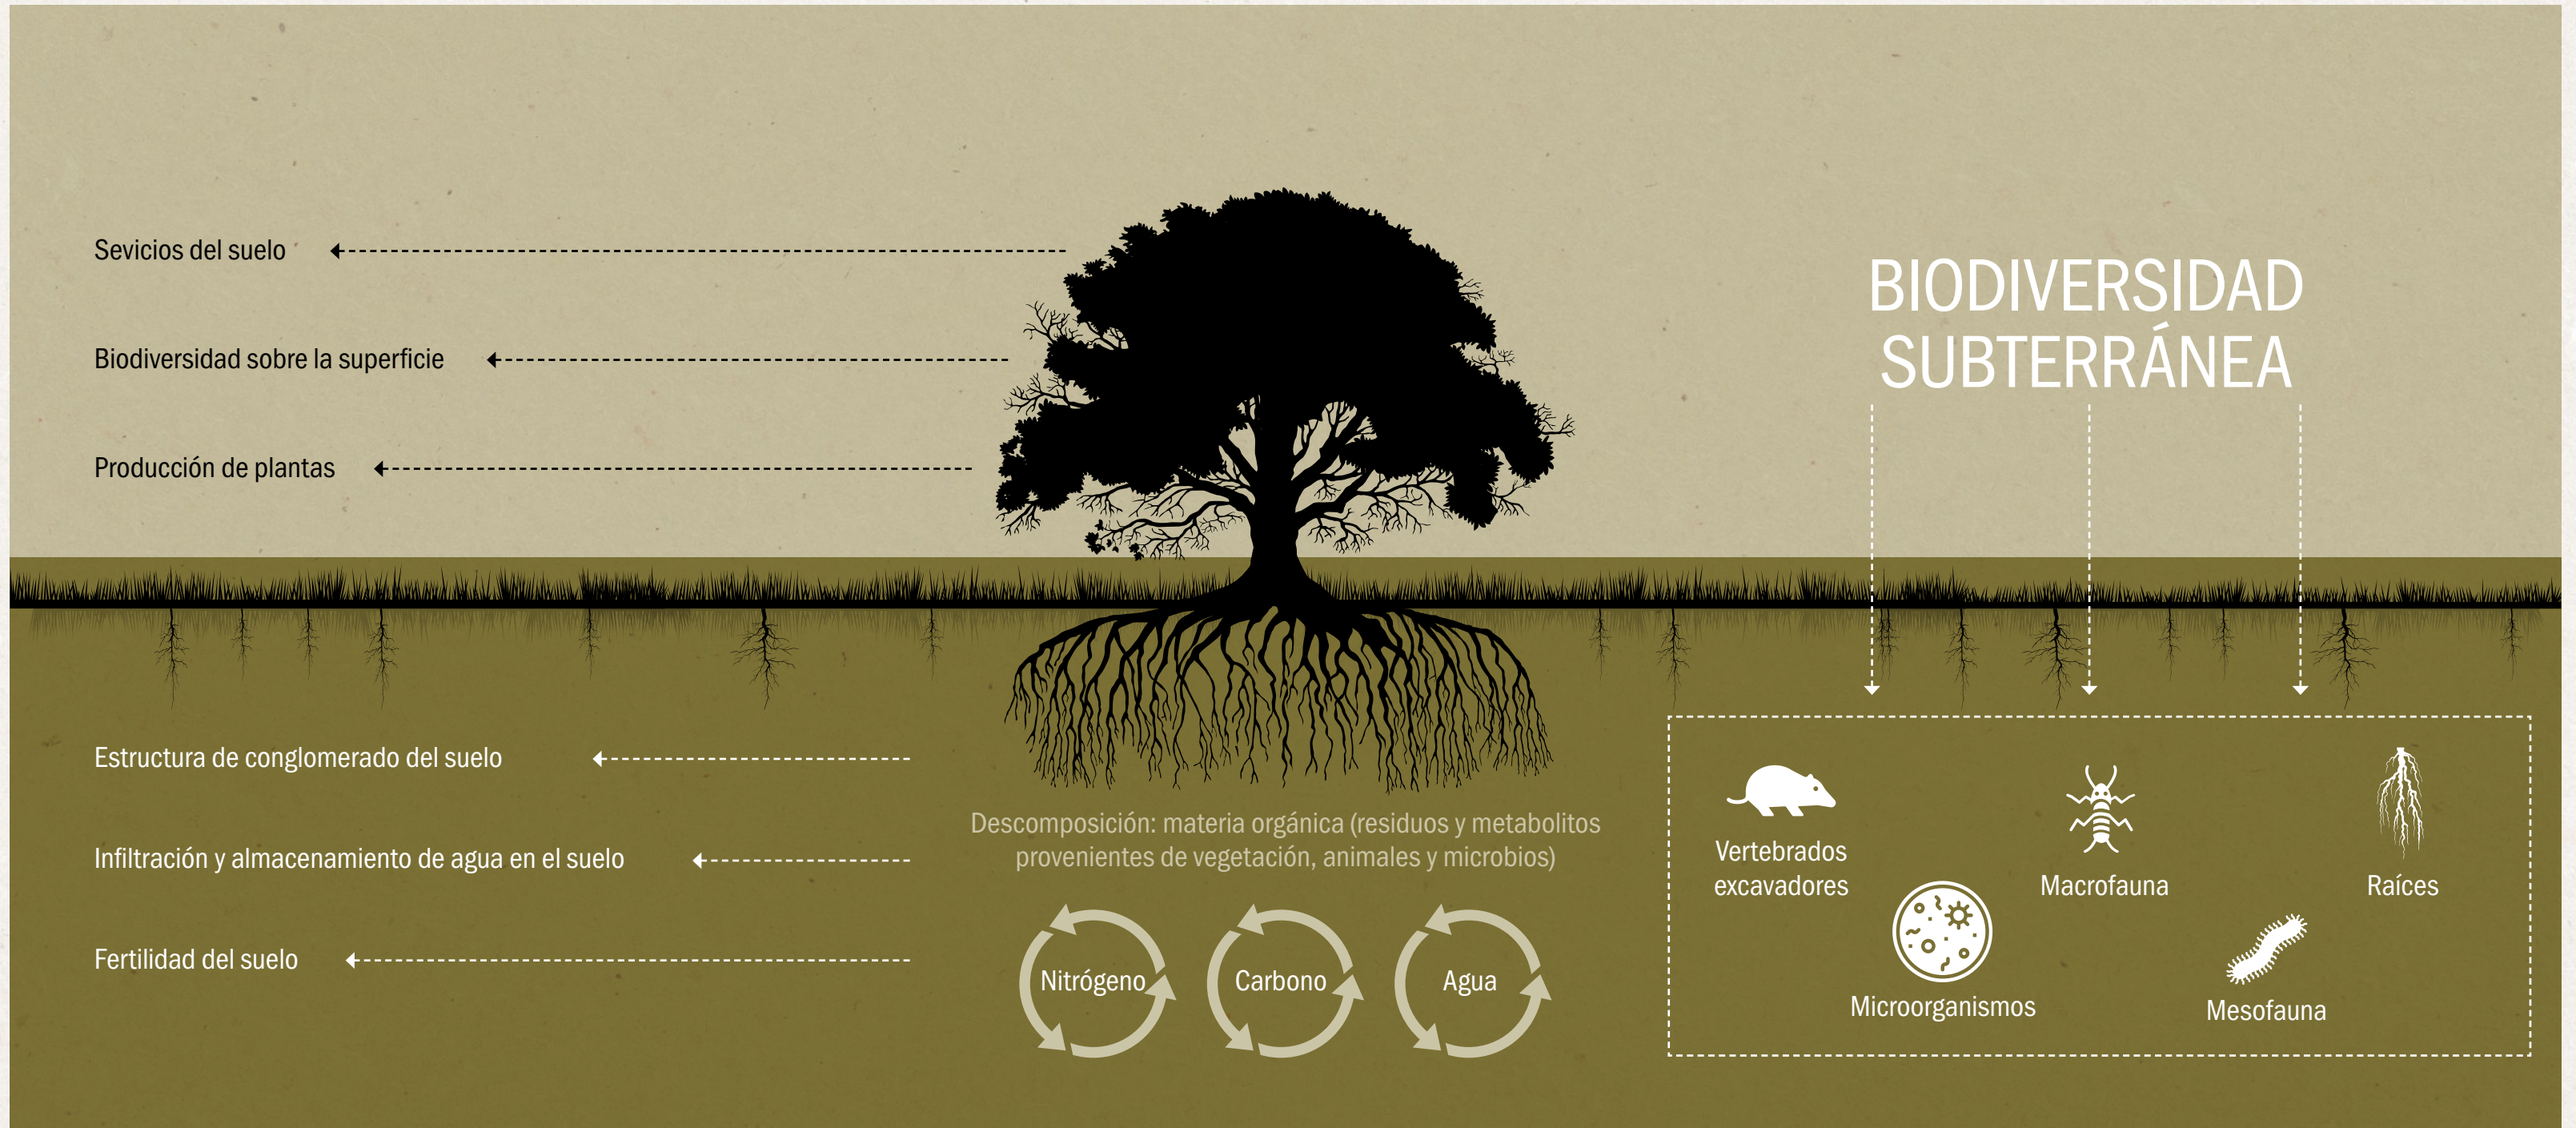 Sevicios del suelo
Biodiversidad sobre la superficie
Producción de plantas
BIODIVERSIDAD
SUBTERRÁNEA
Estructura de conglomerado del suelo
Infiltración y almacenamiento de agua en el suelo
Fertilidad del suelo
Descomposición: materia orgánica (residuos y metabolitos
provenientes de vegetación, animales y microbios)
Nitrógeno
Carbono
Agua
Vertebrados
excavadores
Macrofauna
Raíces
Microorganismos
Mesofauna